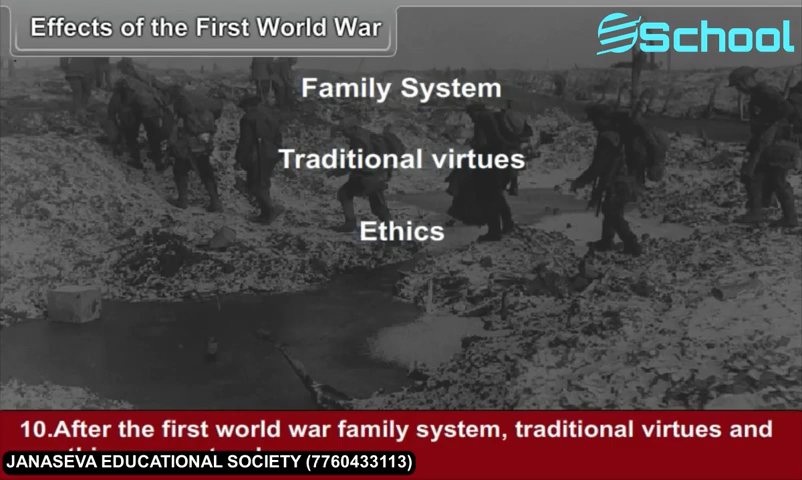 Effects of the First World War
School
Family System
Traditional virtues
Ethics
10.After the first world war family system, traditional virtues and
JANASEVA EDUCATIONAL SOCIETY (7760433113)